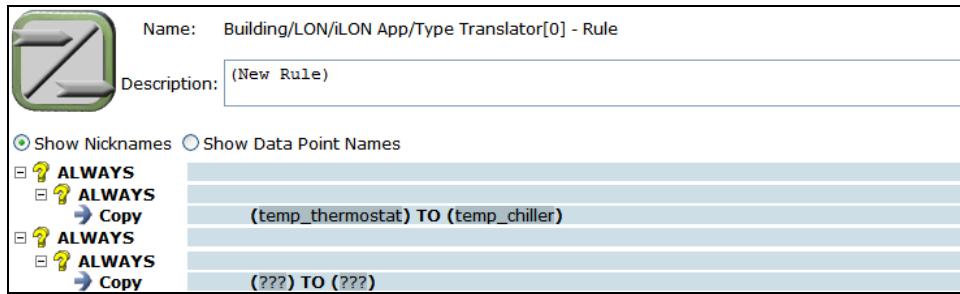 Name: Building/LON/iLON App/Type Translator[0] - Rule
Description: (New Rule)
Show Nicknames Show Data Point Names
ALWAYS
ALWAYS
Copy (temp_thermostat) TO (temp_chiller)
ALWAYS
ALWAYS
Copy (???) TO (???)